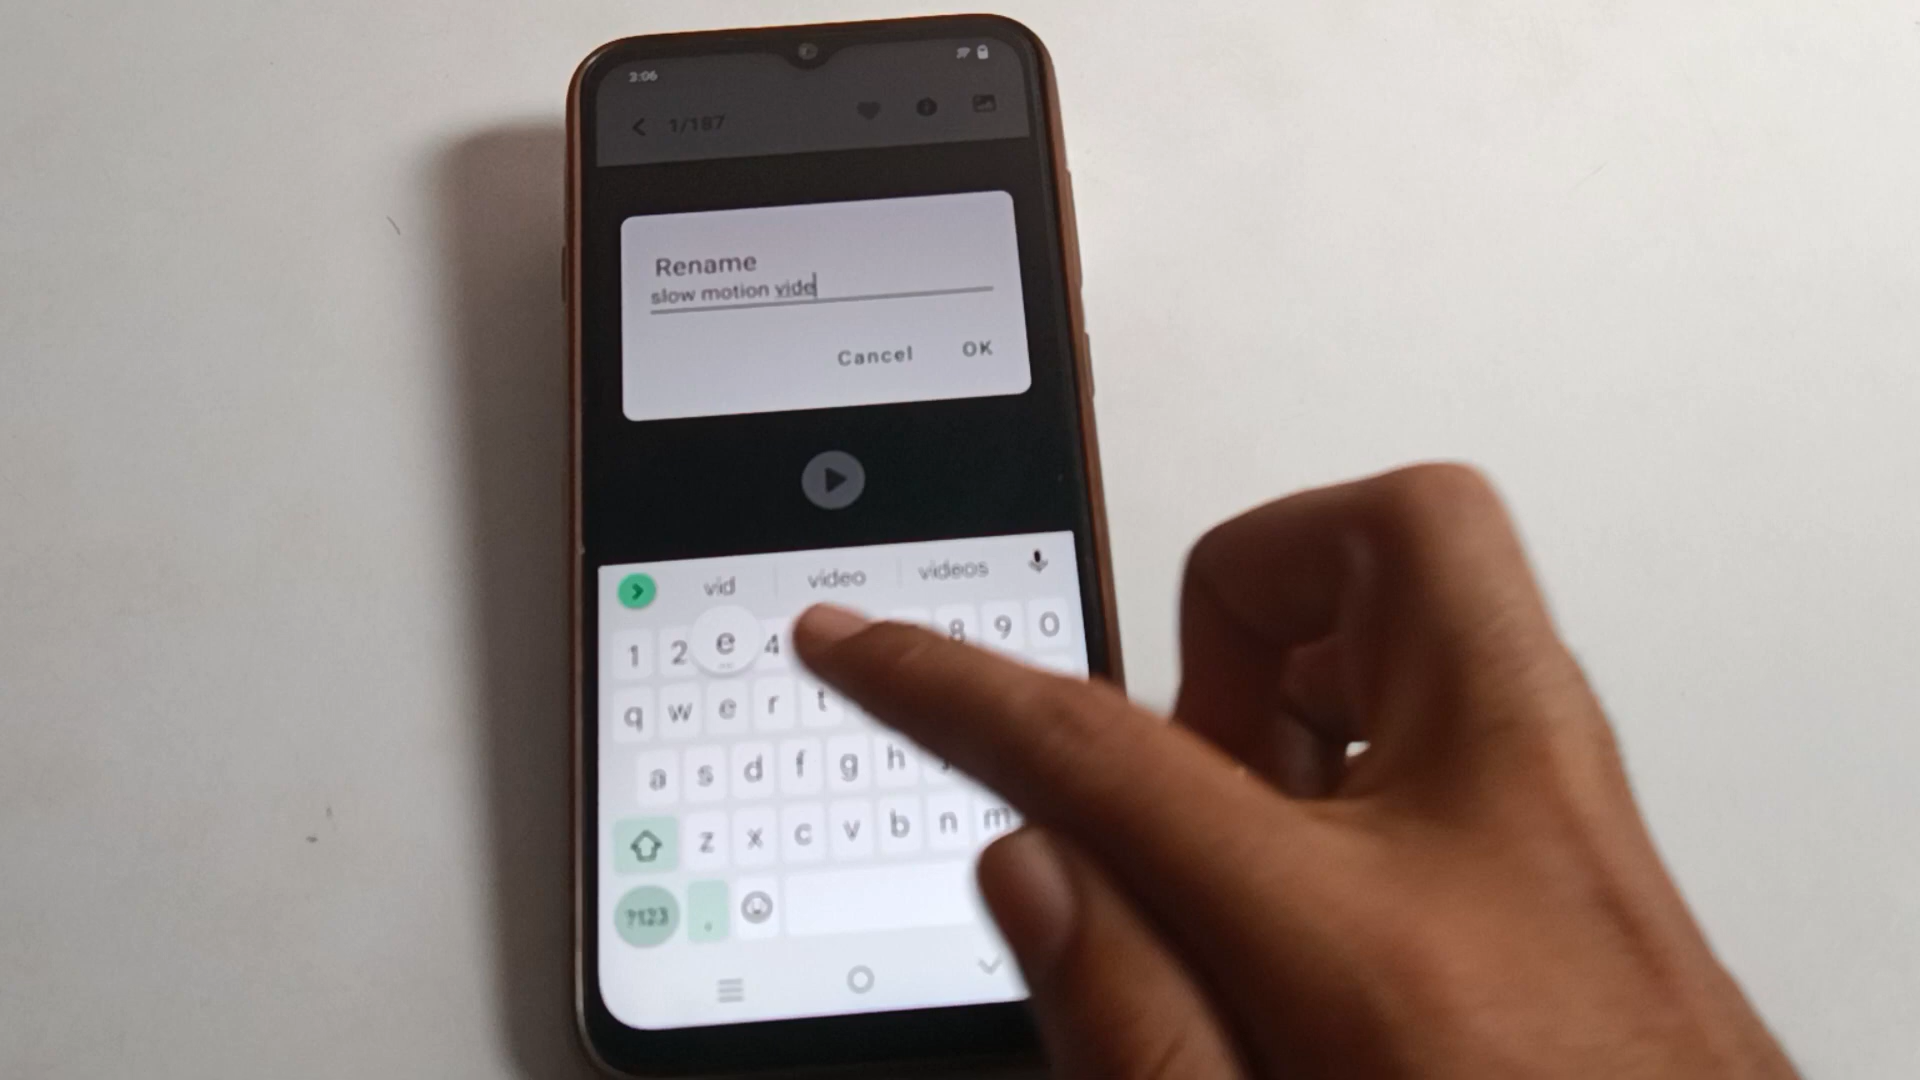 3:06
1/187
Rename
slow motion vide
Cancel OK
vid video videos
1 2 e 4 8 9 0
q w e r t
a s d f g h
z x c v b n m
?123 ,